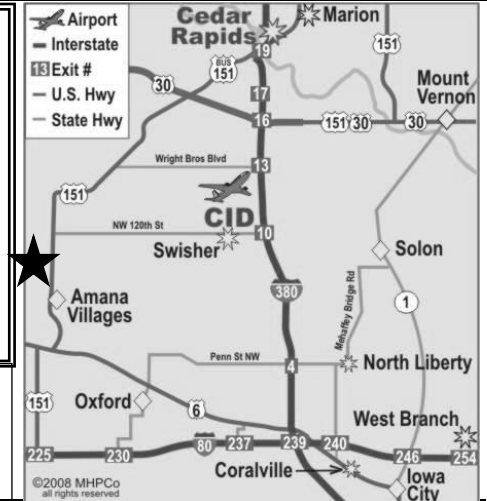 Airport
Interstate
13 Exit #
U.S. Hwy
State Hwy
Cedar
Rapids
Marion
19
BUS
151
151
30
17
Mount
Vernon
16
151 30
30
Wright Bros Blvd
13
151
CID
NW 120th St
10
Swisher
Solon
380
Mehaffey Bridge Rd
1
Amana
Villages
Penn St NW
4
North Liberty
151
Oxford
6
West Branch
225
230
80
237
239
240
246
254
Coralville
Iowa
City
©2008 MHPCo
all rights reserved